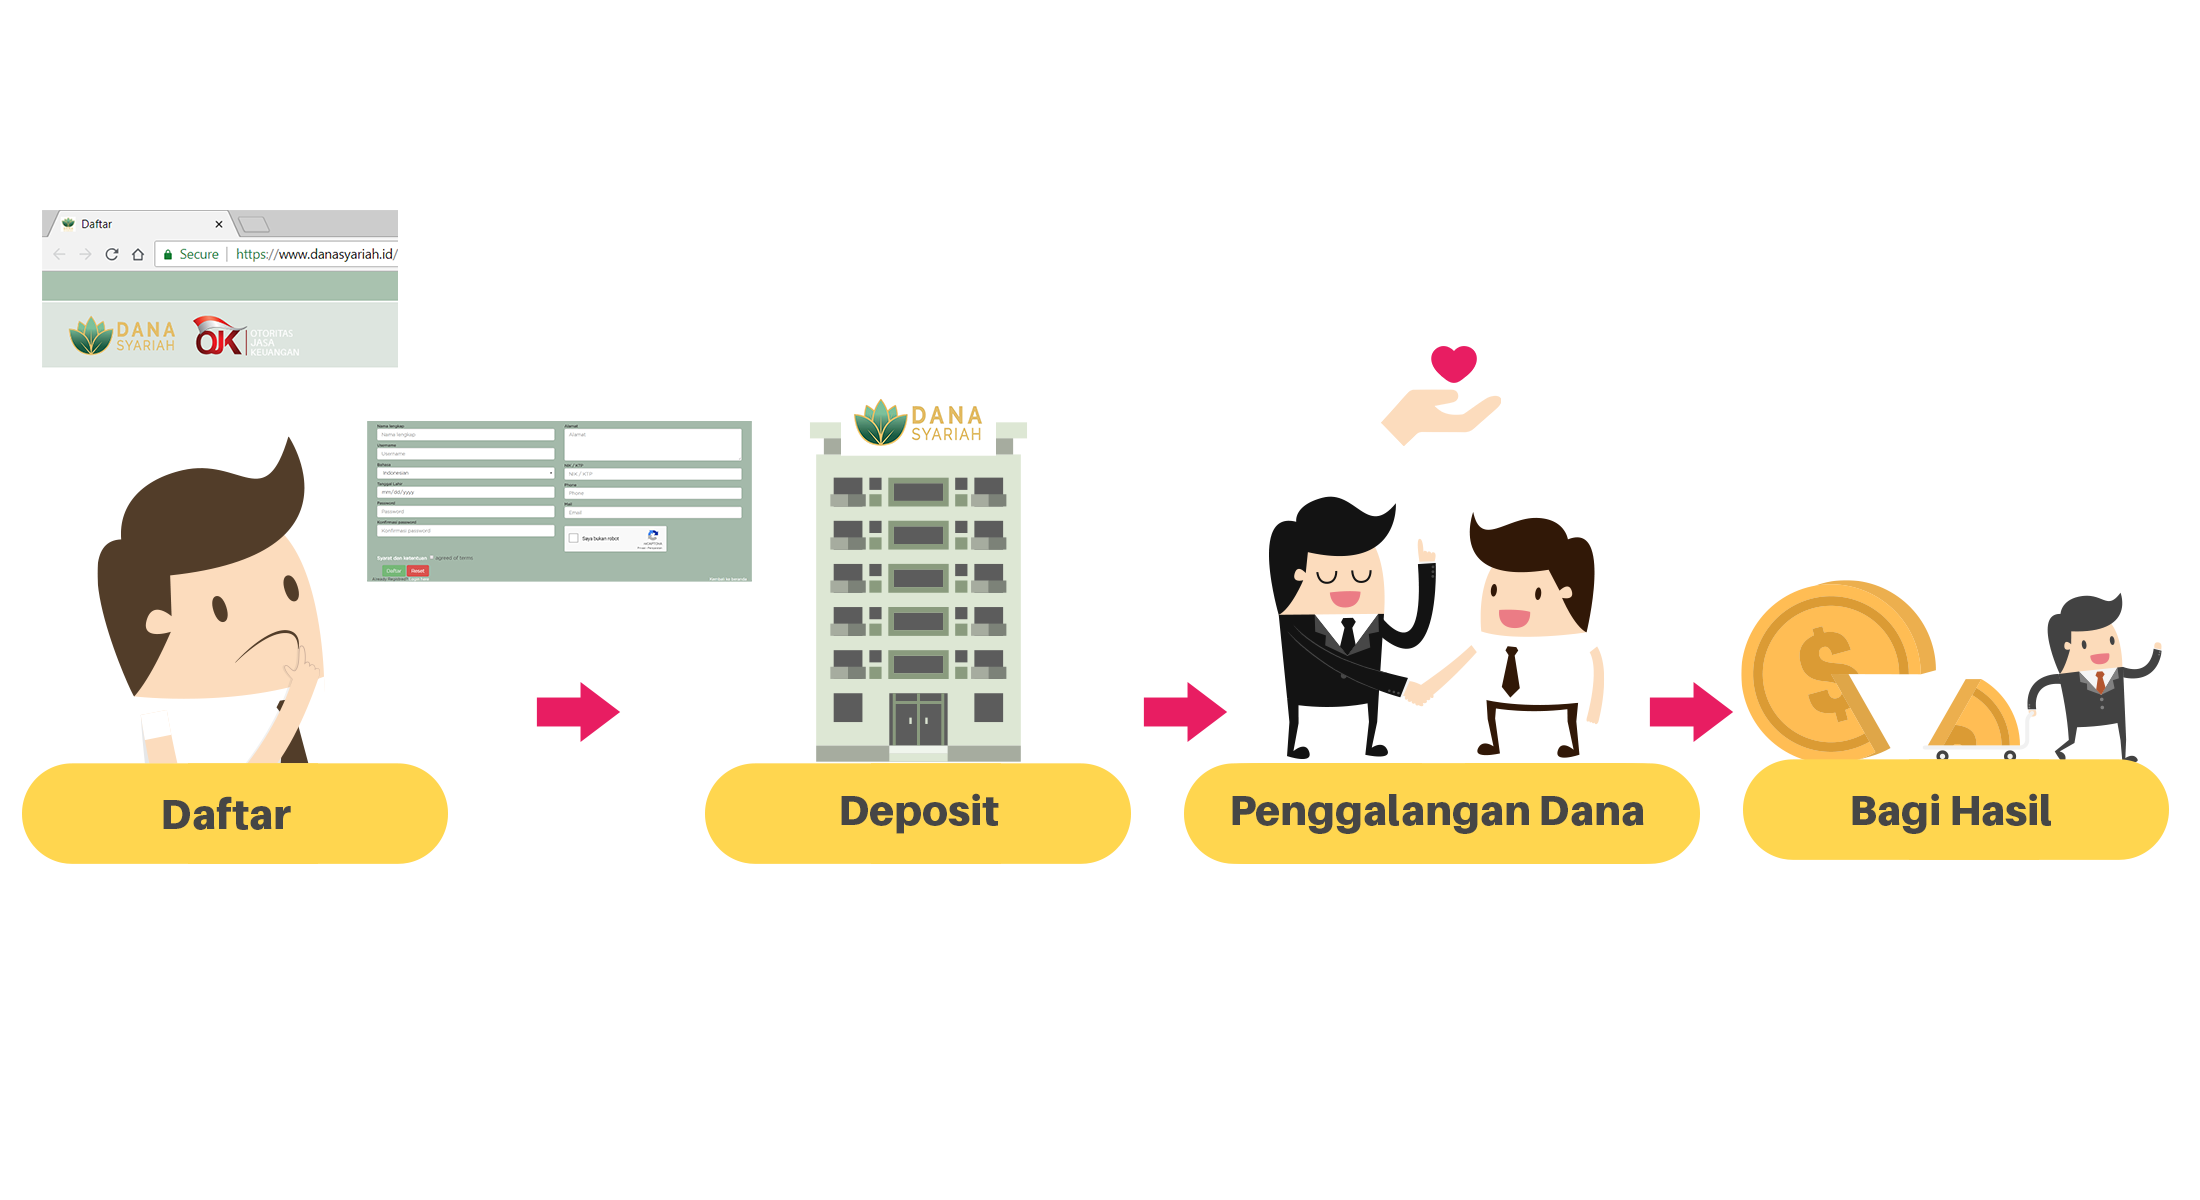 Daftar
Secure
https://www.danasyariah.id/
DANA
SYARIAH
OJK
OTORITAS
JASA
KEUANGAN
Nama lengkap
Nama lengkap
Username
Username
Bahasa
Indonesian
Tanggal Lahir
mm/dd/yyyy
Password
Password
Konfirmasi password
Konfirmasi password
Syarat dan ketentuan agreed of terms
Daftar Reset
Alamat
Alamat
NIK / KTP
NIK / KTP
Phone
Phone
Mail
Email
Saya bukan robot
reCAPTCHA
DANA
SYARIAH
Daftar
Deposit
Penggalangan Dana
Bagi Hasil